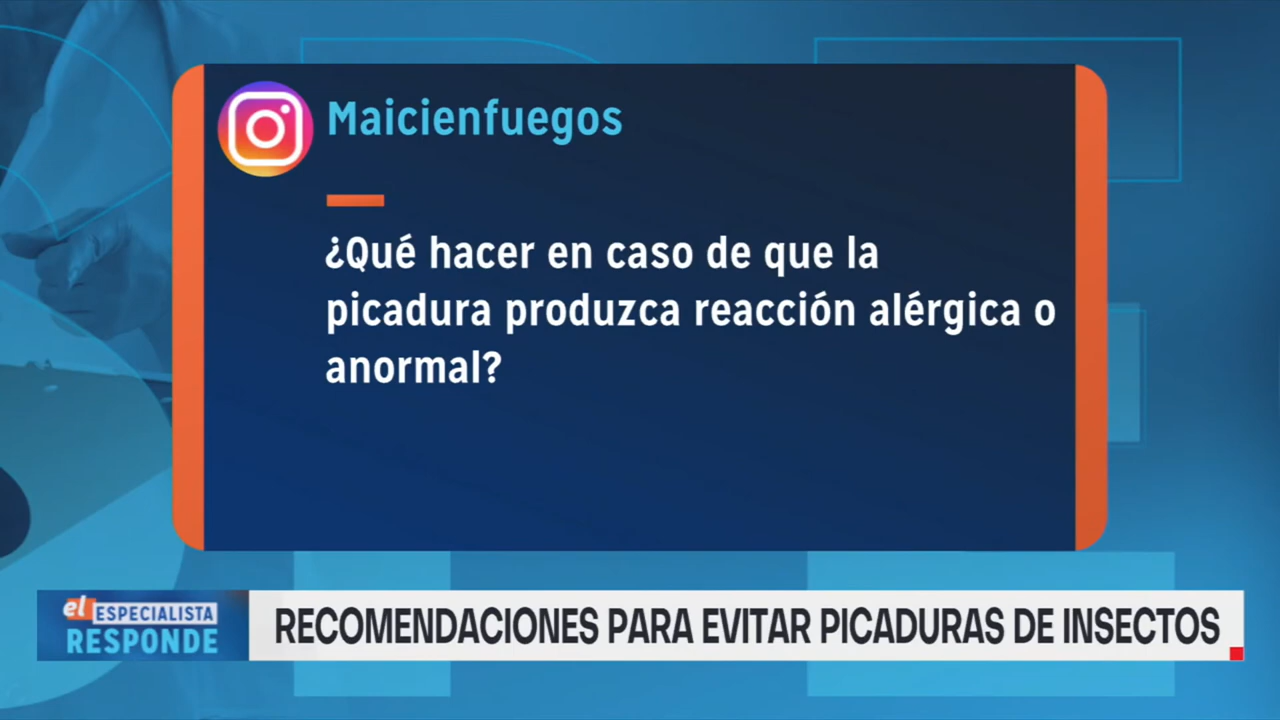 Maicienfuegos
¿Qué hacer en caso de que la
picadura produzca reacción alérgica o
anormal?
el ESPECIALISTA
RESPONDE
RECOMENDACIONES PARA EVITAR PICADURAS DE INSECTOS